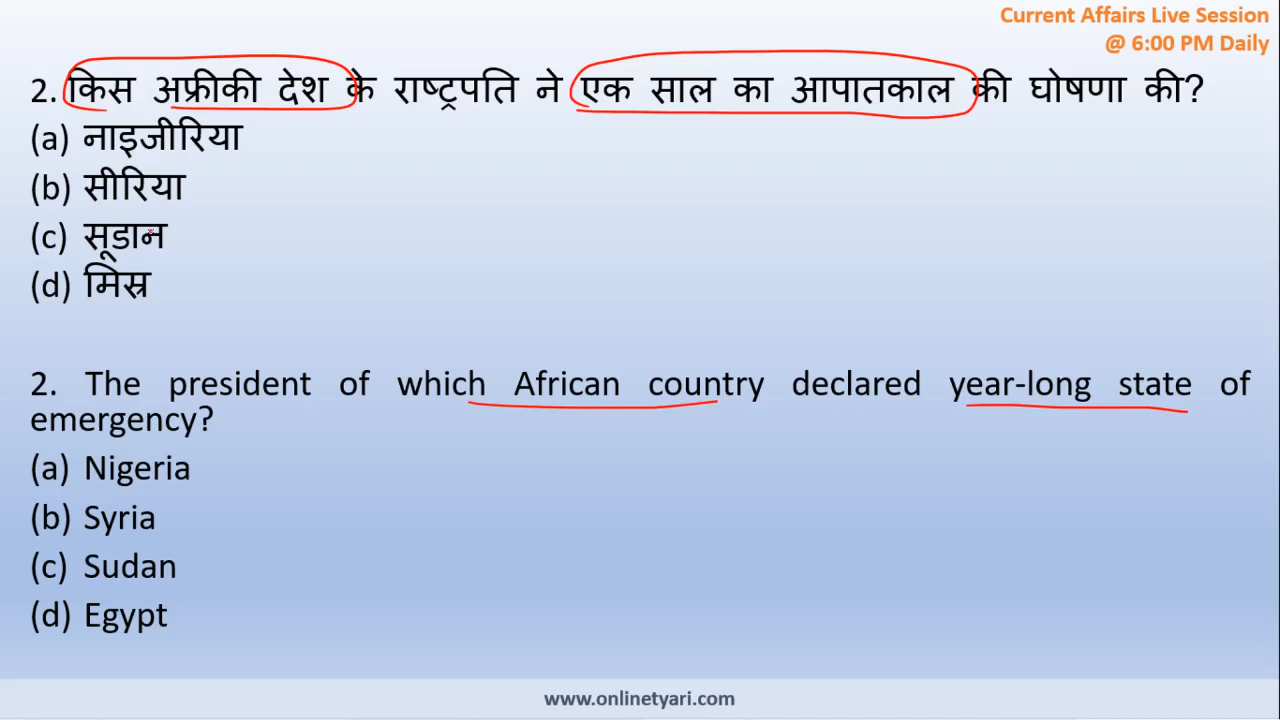 Current Affairs Live Session
@ 6:00 PM Daily
2. किस अफ्रीकी देश के राष्ट्रपति ने एक साल का आपातकाल की घोषणा की?
(a) नाइजीरिया
(b) सीरिया
(c) सूडान
(d) मिस्र
2. The president of which African country declared year-long state of
emergency?
(a) Nigeria
(b) Syria
(c) Sudan
(d) Egypt
www.onlinetyari.com